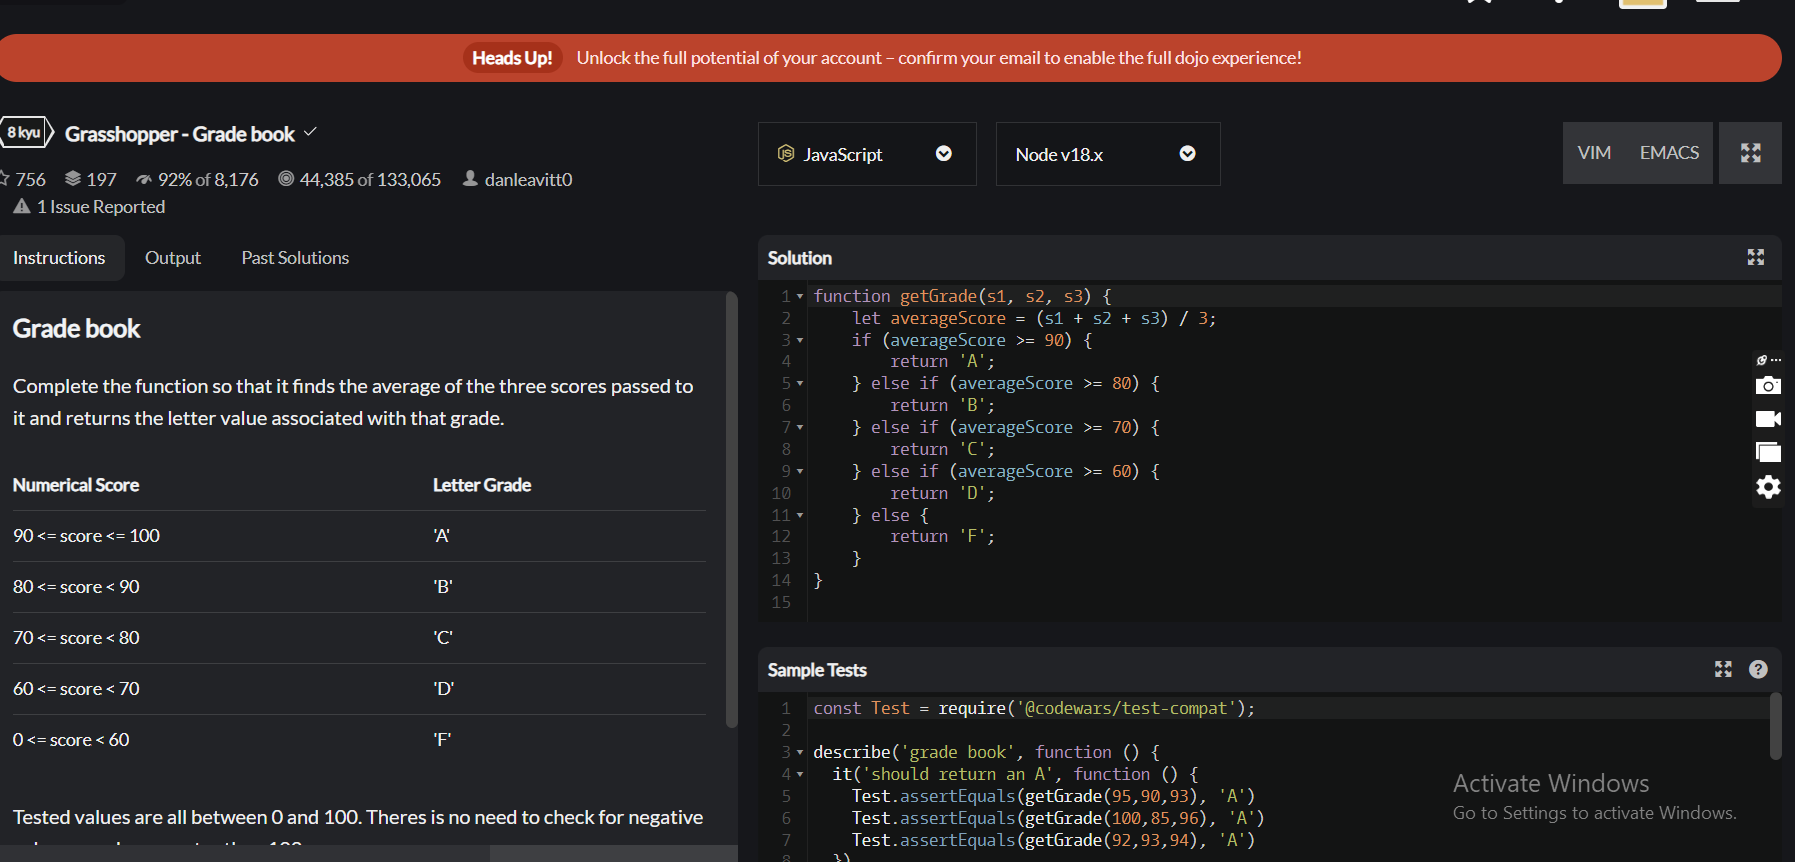 Heads Up! Unlock the full potential of your account – confirm your email to enable the full dojo experience!
8 kyu Grasshopper - Grade book
756 197 92% of 8,176 44,385 of 133,065 danleavitt0
1 Issue Reported
JavaScript Node v18.x VIM EMACS
Instructions Output Past Solutions
Grade book
Complete the function so that it finds the average of the three scores passed to
it and returns the letter value associated with that grade.
Numerical Score Letter Grade
90 <= score <= 100 'A'
80 <= score < 90 'B'
70 <= score < 80 'C'
60 <= score < 70 'D'
0 <= score < 60 'F'
Tested values are all between 0 and 100. Theres is no need to check for negative
Solution
1 function getGrade(s1, s2, s3) {
2 let averageScore = (s1 + s2 + s3) / 3;
3 if (averageScore >= 90) {
4 return 'A';
5 } else if (averageScore >= 80) {
6 return 'B';
7 } else if (averageScore >= 70) {
8 return 'C';
9 } else if (averageScore >= 60) {
10 return 'D';
11 } else {
12 return 'F';
13 }
14 }
15
Sample Tests
1 const Test = require('@codewars/test-compat');
2
3 describe('grade book', function () {
4 it('should return an A', function () {
5 Test.assertEquals(getGrade(95,90,93), 'A')
6 Test.assertEquals(getGrade(100,85,96), 'A')
7 Test.assertEquals(getGrade(92,93,94), 'A')
8 })
Activate Windows
Go to Settings to activate Windows.